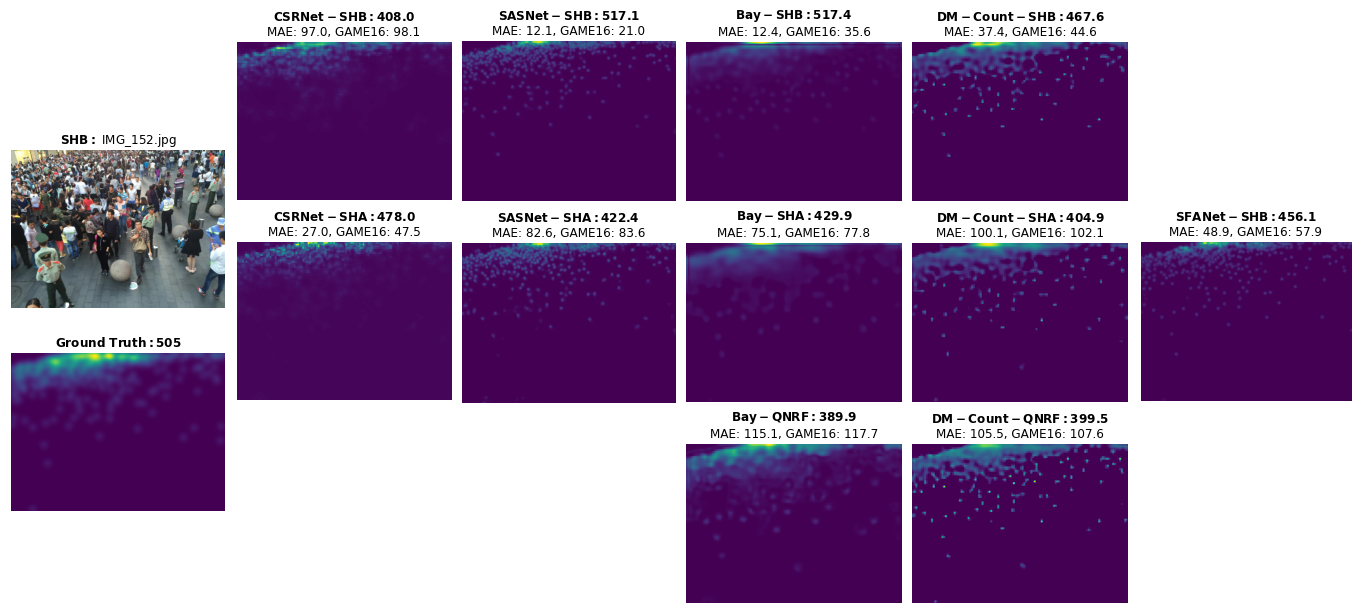 CSRNet − SHB : 408.0
MAE: 97.0, GAME16: 98.1
SASNet − SHB : 517.1
MAE: 12.1, GAME16: 21.0
Bay − SHB : 517.4
MAE: 12.4, GAME16: 35.6
DM − Count − SHB : 467.6
MAE: 37.4, GAME16: 44.6
SHB : IMG_152.jpg
CSRNet − SHA : 478.0
MAE: 27.0, GAME16: 47.5
SASNet − SHA : 422.4
MAE: 82.6, GAME16: 83.6
Bay − SHA : 429.9
MAE: 75.1, GAME16: 77.8
DM − Count − SHA : 404.9
MAE: 100.1, GAME16: 102.1
SFANet − SHB : 456.1
MAE: 48.9, GAME16: 57.9
Ground Truth : 505
Bay − QNRF : 389.9
MAE: 115.1, GAME16: 117.7
DM − Count − QNRF : 399.5
MAE: 105.5, GAME16: 107.6